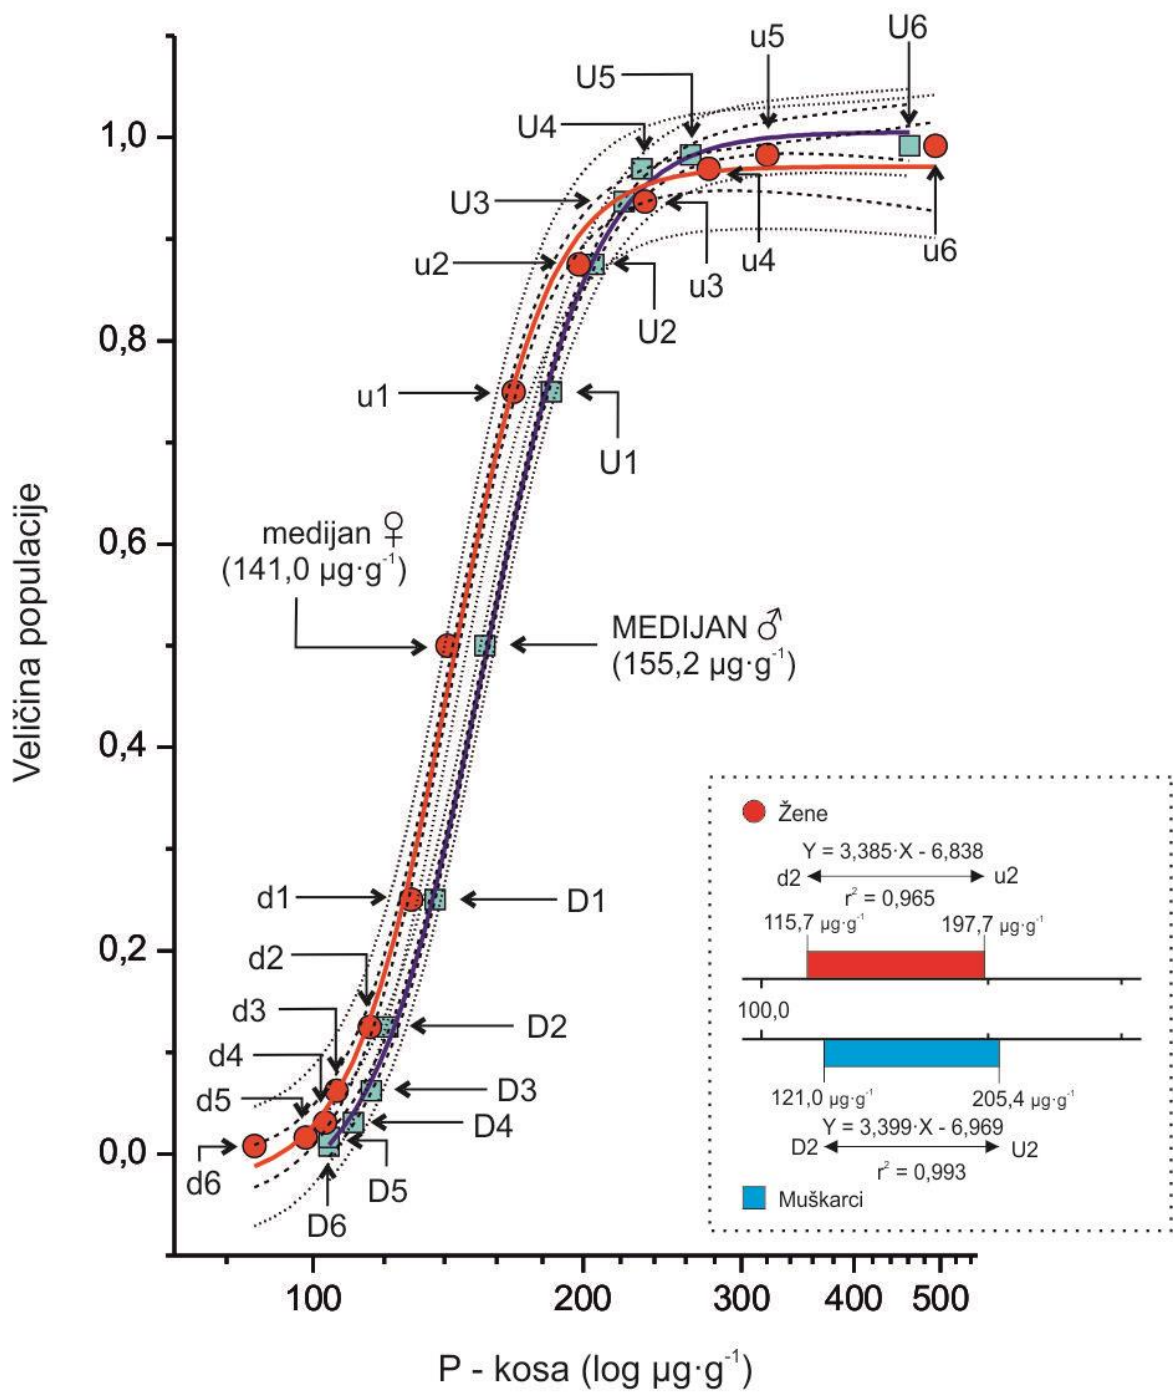 u5
U6
U5
U4
1,0
U3
u2
u3
u4
u6
U2
0,8
u1
U1
Veličina populacije
0,6
medijan ♀
(141,0 µg·g⁻¹)
MEDIJAN ♂
(155,2 µg·g⁻¹)
0,4
d1
D1
0,2
d2
d3
D2
d4
D3
d5
D4
0,0
d6
D5
D6
Žene
Y = 3,385·X - 6,838
d2
u2
r² = 0,965
115,7 µg·g⁻¹
197,7 µg·g⁻¹
100,0
121,0 µg·g⁻¹
205,4 µg·g⁻¹
Y = 3,399·X - 6,969
D2
U2
r² = 0,993
Muškarci
100
200
300
400
500
P - kosa (log µg·g⁻¹)